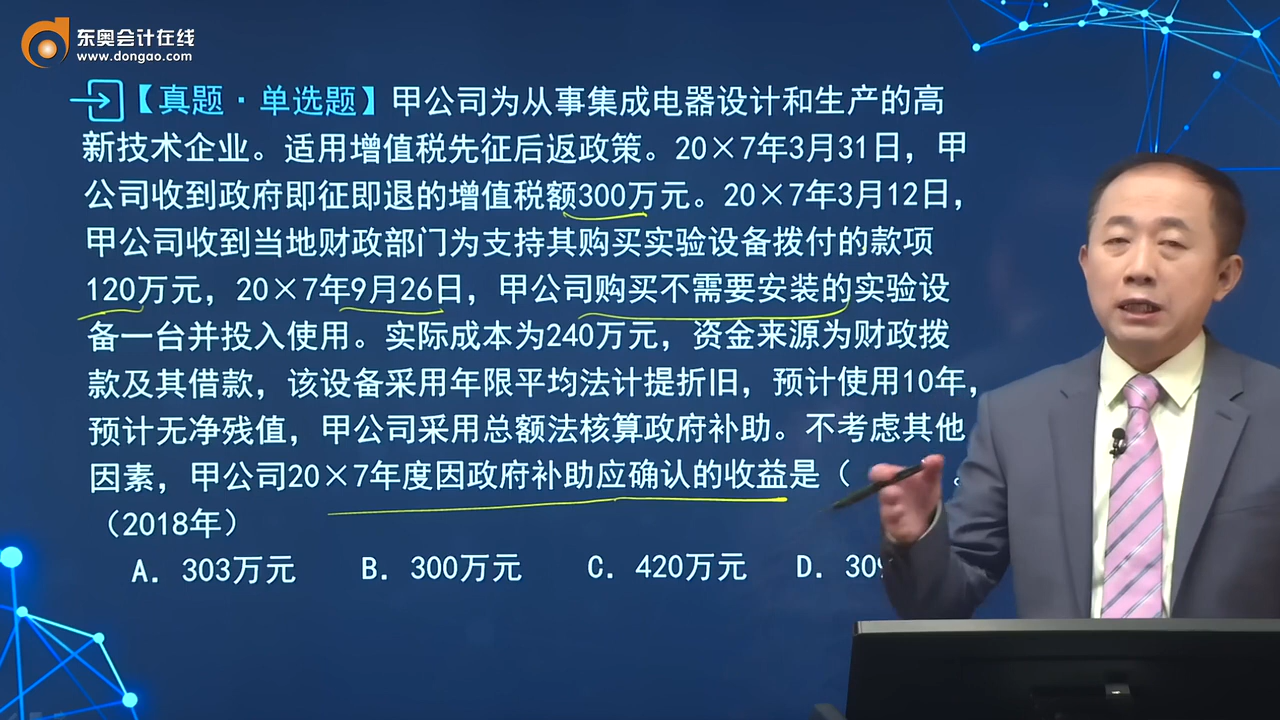 东奥会计在线
www.dongao.com
【真题·单选题】甲公司为从事集成电器设计和生产的高
新技术企业。适用增值税先征后返政策。20×7年3月31日，甲
公司收到政府即征即退的增值税额300万元。20×7年3月12日，
甲公司收到当地财政部门为支持其购买实验设备拨付的款项
120万元，20×7年9月26日，甲公司购买不需要安装的实验设
备一台并投入使用。实际成本为240万元，资金来源为财政拨
款及其借款，该设备采用年限平均法计提折旧，预计使用10年，
预计无净残值，甲公司采用总额法核算政府补助。不考虑其他
因素，甲公司20×7年度因政府补助应确认的收益是（ 。
（2018年）
A. 303万元 B. 300万元 C. 420万元 D.